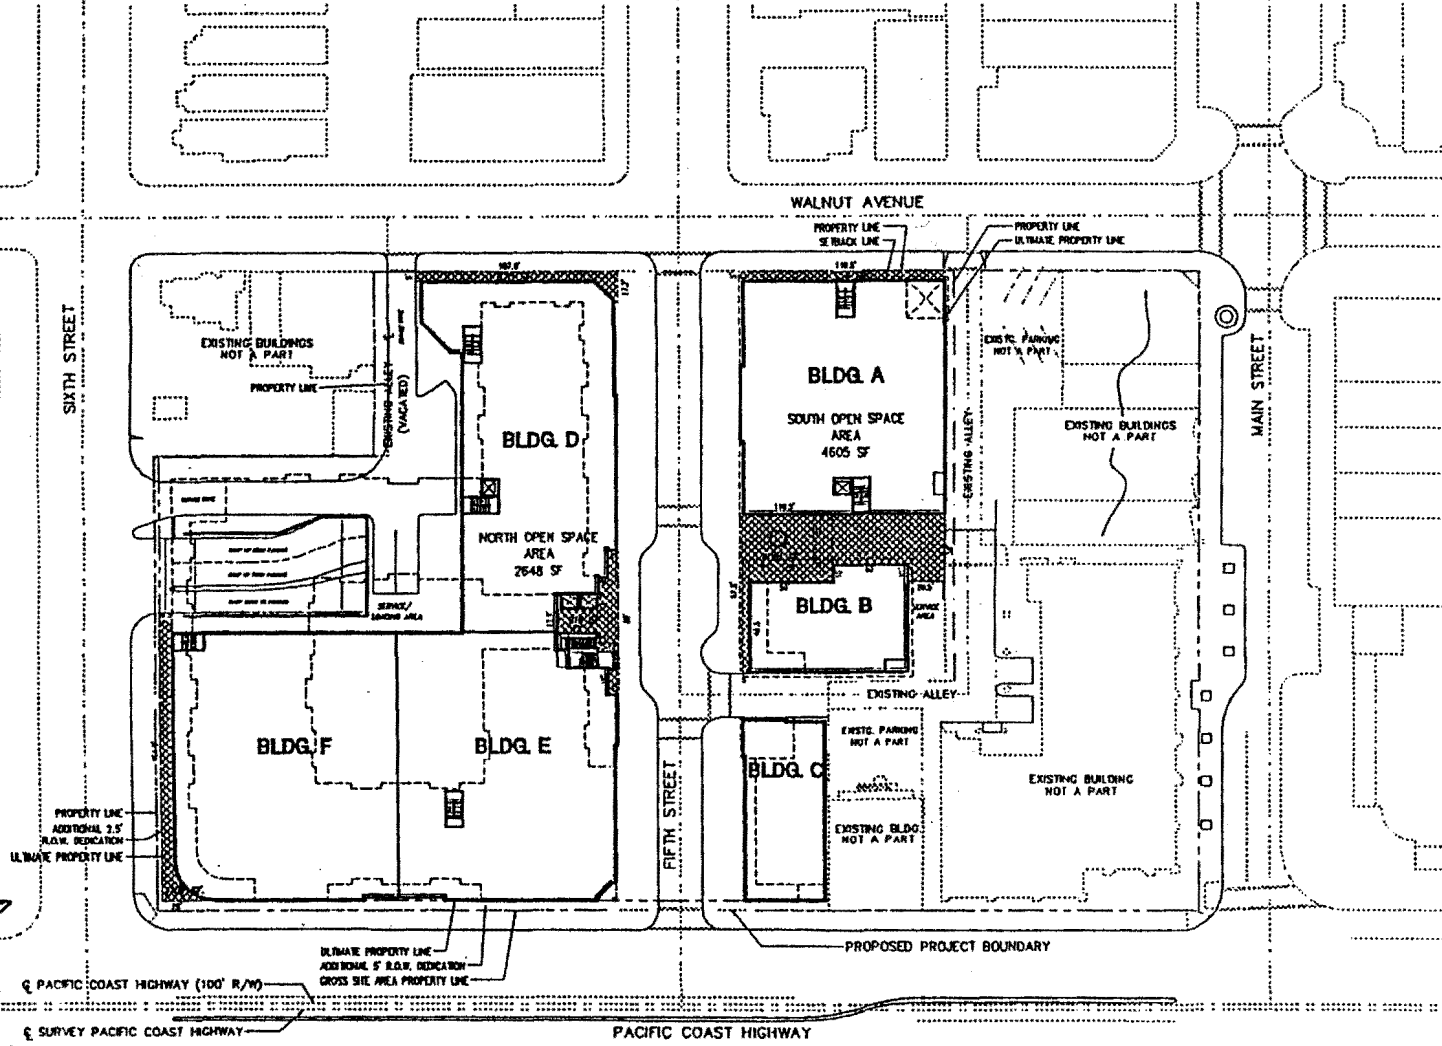 WALNUT AVENUE
PROPERTY LINE
SETBACK LINE
PROPERTY LINE
ULTIMATE PROPERTY LINE
SIXTH STREET
EXISTING BUILDINGS
NOT A PART
PROPERTY LINE
EXISTING ALLEY
(VACATED)
BLDG. D
NORTH OPEN SPACE
AREA
2648 SF
SERVICE/
LOADING AREA
BLDG. A
SOUTH OPEN SPACE
AREA
4605 SF
EXISTING ALLEY
EXISTG. PARKING
NOT A PART
EXISTING BUILDINGS
NOT A PART
MAIN STREET
BLDG. B
SERVICE
AREA
EXISTING ALLEY
BLDG. F
BLDG. E
FIFTH STREET
BLDG. C
EXISTG. PARKING
NOT A PART
EXISTING BLDG.
NOT A PART
EXISTING BUILDING
NOT A PART
PROPERTY LINE
ADDITIONAL 2.5'
R.O.W. DEDICATION
ULTIMATE PROPERTY LINE
ULTIMATE PROPERTY LINE
ADDITIONAL 5' R.O.W. DEDICATION
GROSS SITE AREA PROPERTY LINE
PROPOSED PROJECT BOUNDARY
℄ PACIFIC COAST HIGHWAY (100' R/W)
℄ SURVEY PACIFIC COAST HIGHWAY
PACIFIC COAST HIGHWAY